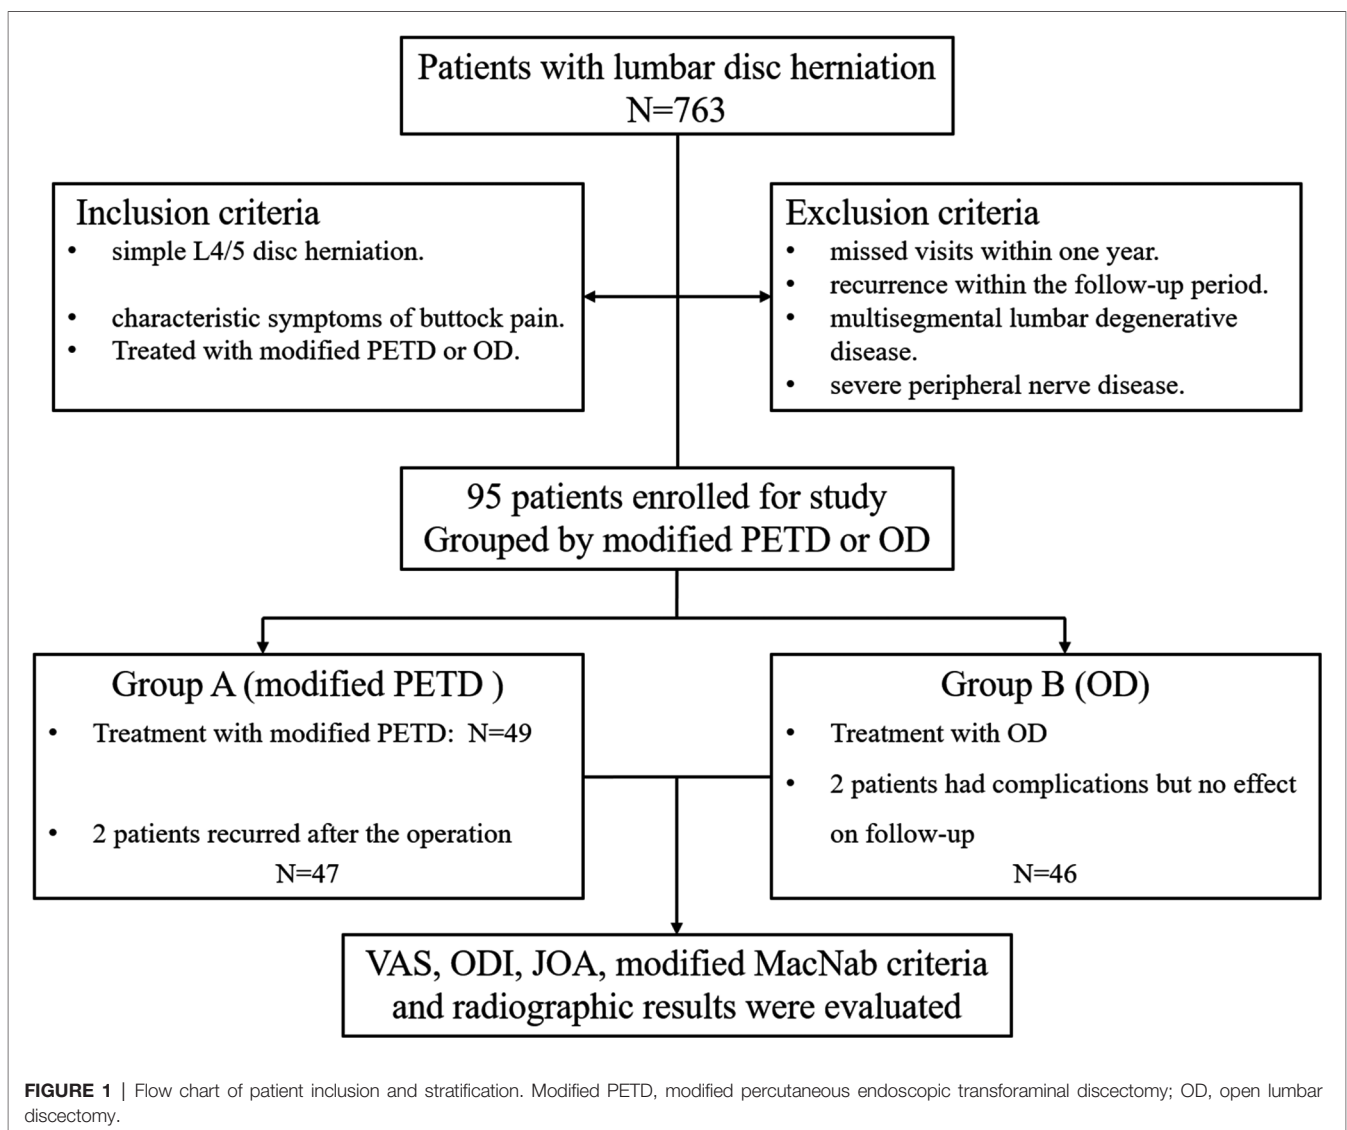 Patients with lumbar disc herniation
N=763
Inclusion criteria
• simple L4/5 disc herniation.
• characteristic symptoms of buttock pain.
• Treated with modified PETD or OD.
Exclusion criteria
• missed visits within one year.
• recurrence within the follow-up period.
• multisegmental lumbar degenerative
disease.
• severe peripheral nerve disease.
95 patients enrolled for study
Grouped by modified PETD or OD
Group A (modified PETD )
• Treatment with modified PETD: N=49
• 2 patients recurred after the operation
N=47
Group B (OD)
• Treatment with OD
• 2 patients had complications but no effect
on follow-up
N=46
VAS, ODI, JOA, modified MacNab criteria
and radiographic results were evaluated
FIGURE 1 | Flow chart of patient inclusion and stratification. Modified PETD, modified percutaneous endoscopic transforaminal discectomy; OD, open lumbar
discectomy.